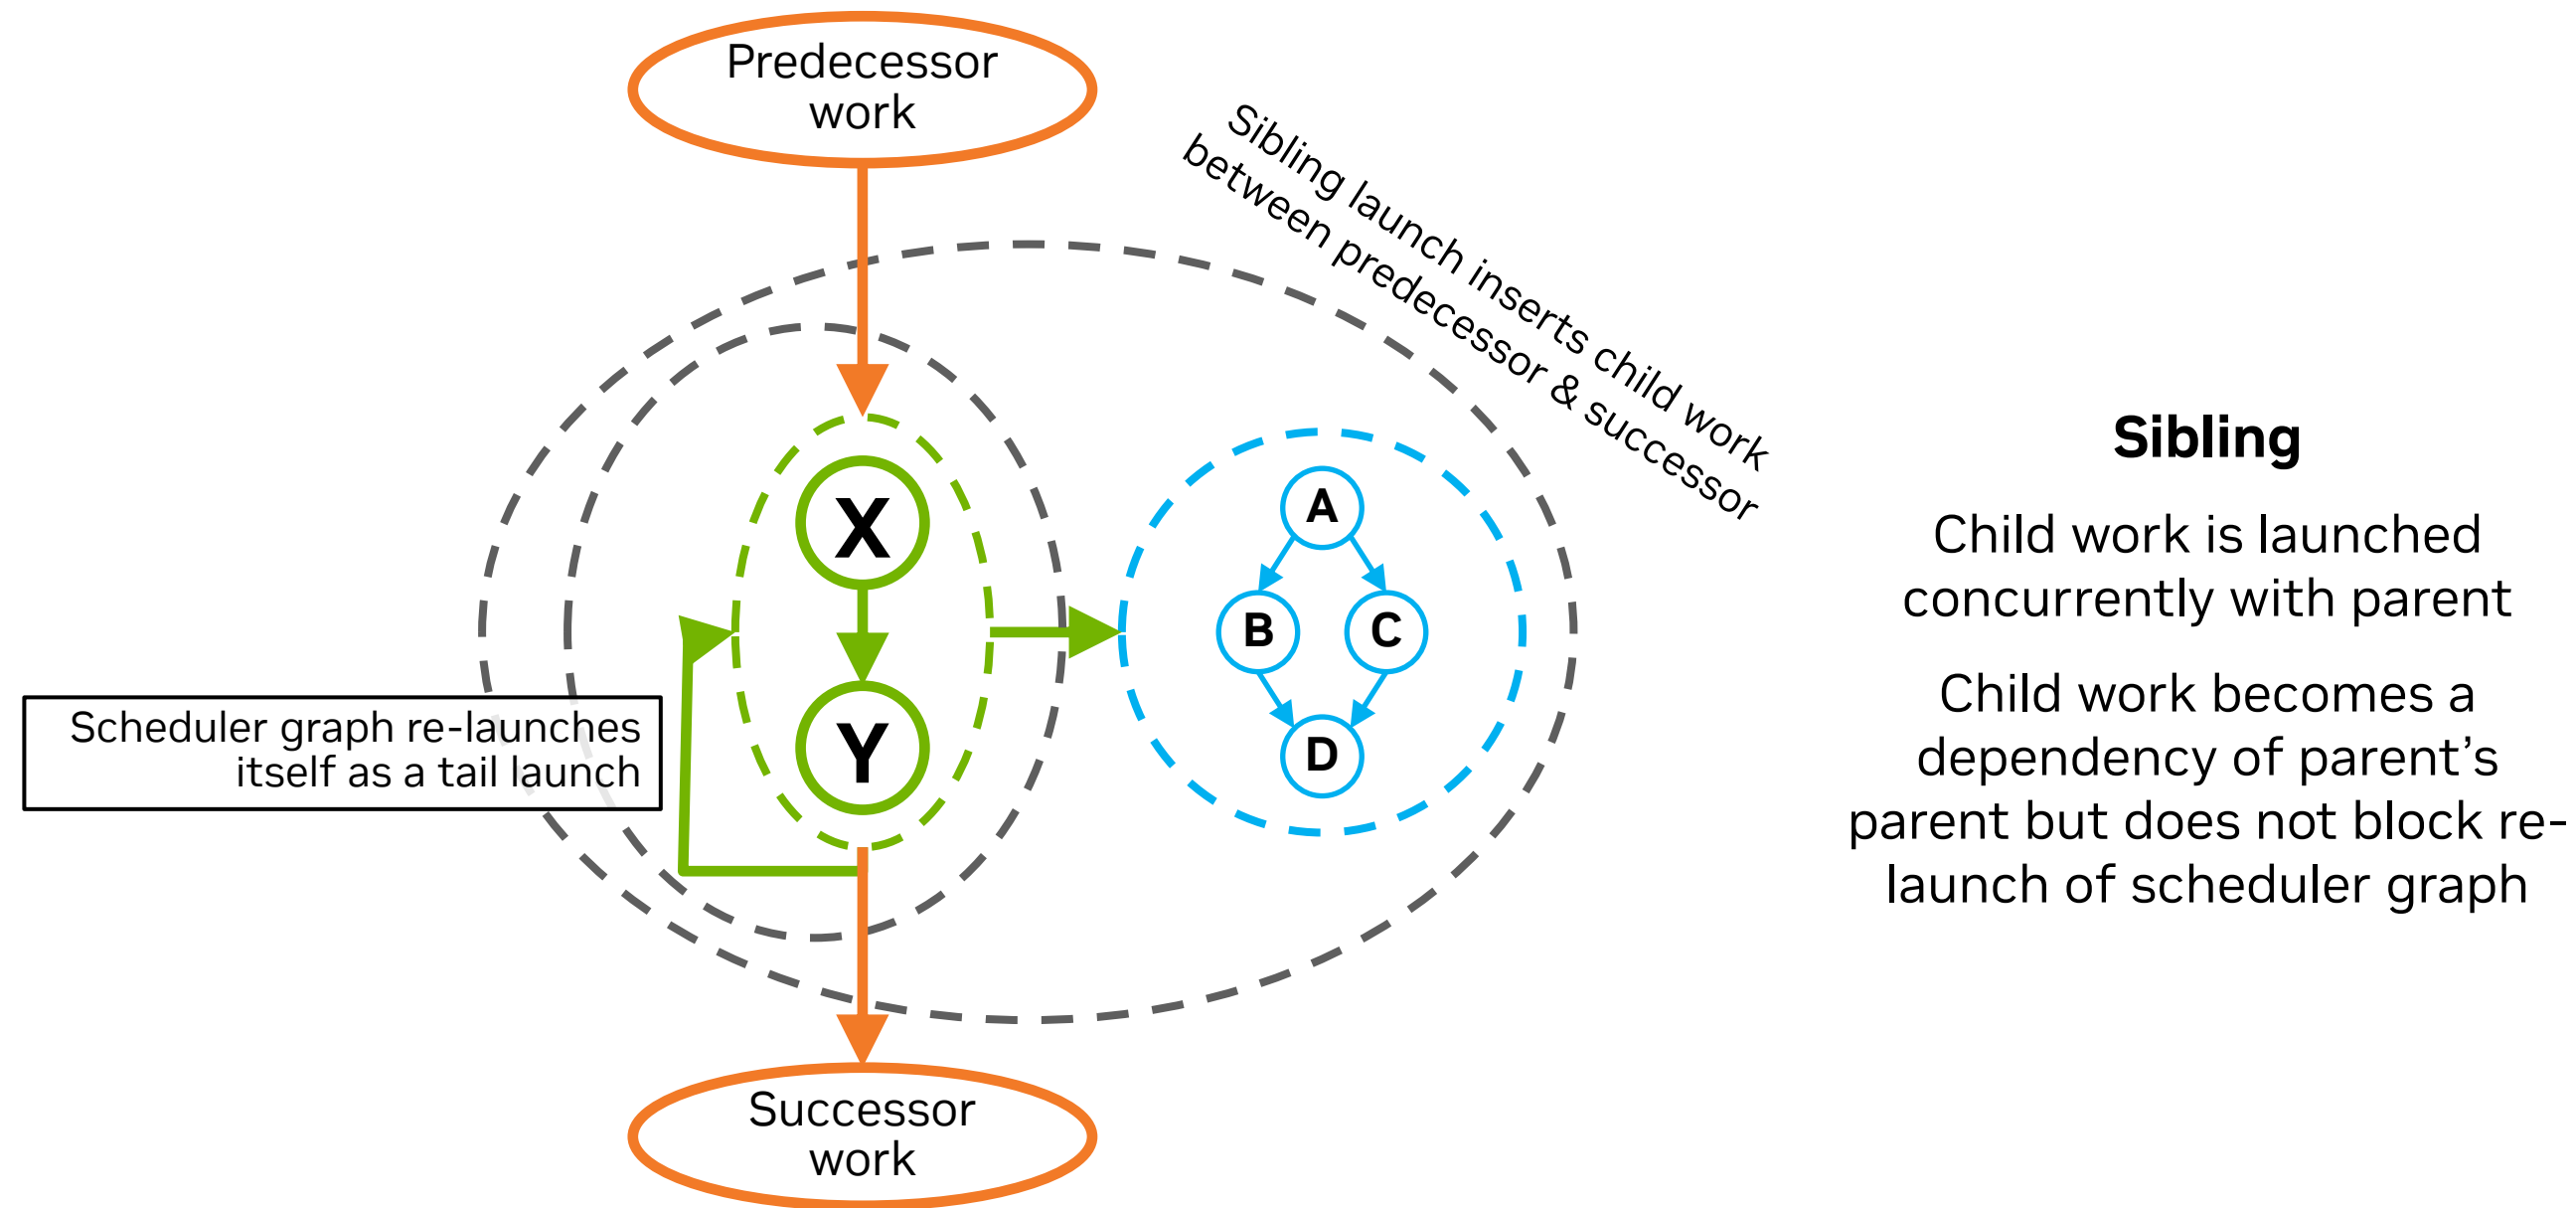 Predecessor
work
Sibling launch inserts child work
between predecessor & successor
X
Y
A
B
C
D
Scheduler graph re-launches
itself as a tail launch
Successor
work
Sibling
Child work is launched
concurrently with parent
Child work becomes a
dependency of parent’s
parent but does not block re-
launch of scheduler graph